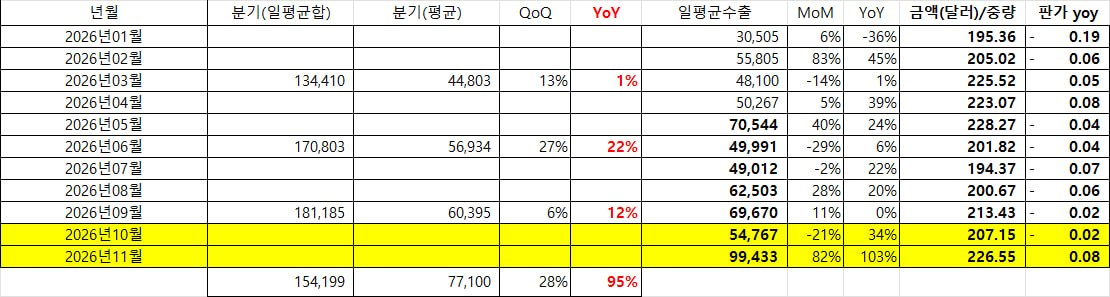 년월 분기(일평균합) 분기(평균) QoQ YoY 일평균수출 MoM YoY 금액(달러)/중량 판가 yoy
2026년01월 30,505 6% -36% 195.36 - 0.19
2026년02월 55,805 83% 45% 205.02 - 0.06
2026년03월 134,410 44,803 13% 1% 48,100 -14% 1% 225.52 0.05
2026년04월 50,267 5% 39% 223.07 0.08
2026년05월 70,544 40% 24% 228.27 - 0.04
2026년06월 170,803 56,934 27% 22% 49,991 -29% 6% 201.82 - 0.04
2026년07월 49,012 -2% 22% 194.37 - 0.07
2026년08월 62,503 28% 20% 200.67 - 0.06
2026년09월 181,185 60,395 6% 12% 69,670 11% 0% 213.43 - 0.02
2026년10월 54,767 -21% 34% 207.15 - 0.02
2026년11월 99,433 82% 103% 226.55 0.08
154,199 77,100 28% 95%